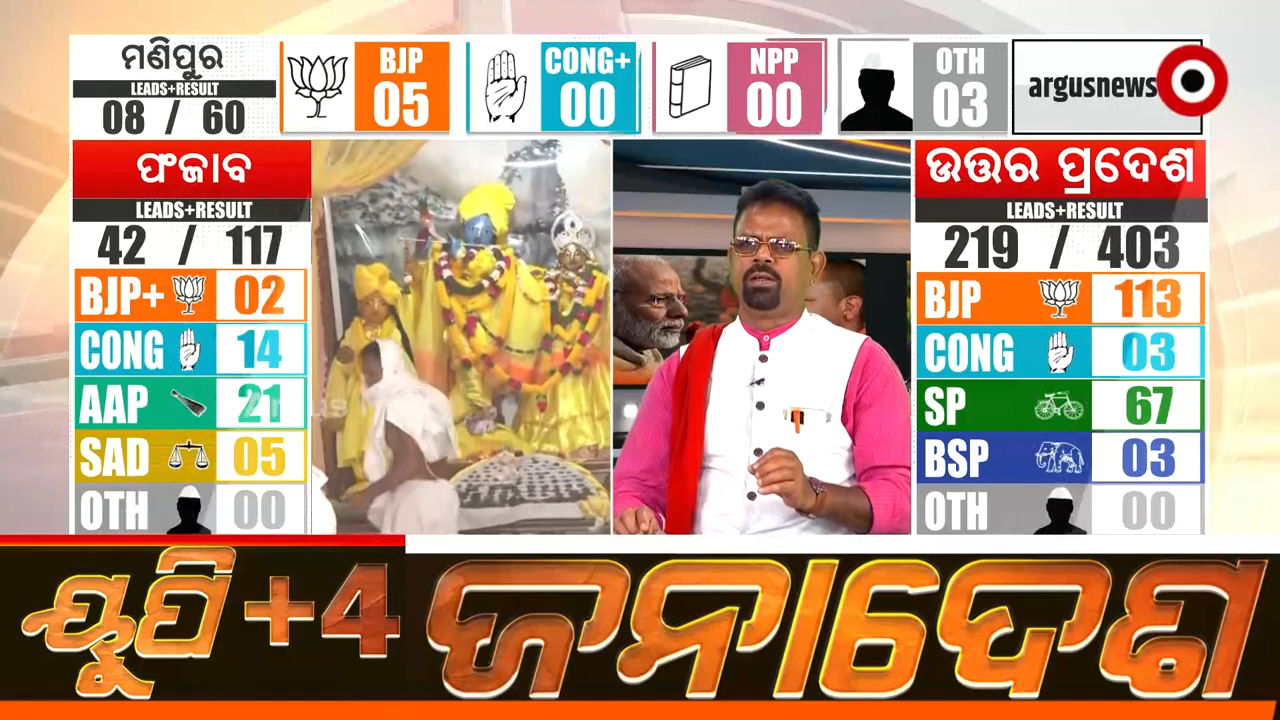 ମଣିପୁର
LEADS+RESULT
08 / 60
BJP
05
CONG+
00
NPP
00
OTH
03
argusnews
ଫଂଜାବ
LEADS+RESULT
42 / 117
BJP+ 02
CONG 14
AAP 21
SAD 05
OTH 00
ଉତ୍ତର ପ୍ରଦେଶ
LEADS+RESULT
219 / 403
BJP 113
CONG 03
SP 67
BSP 03
OTH 00
ୟୁପି +4 ଜନାଦେଶ